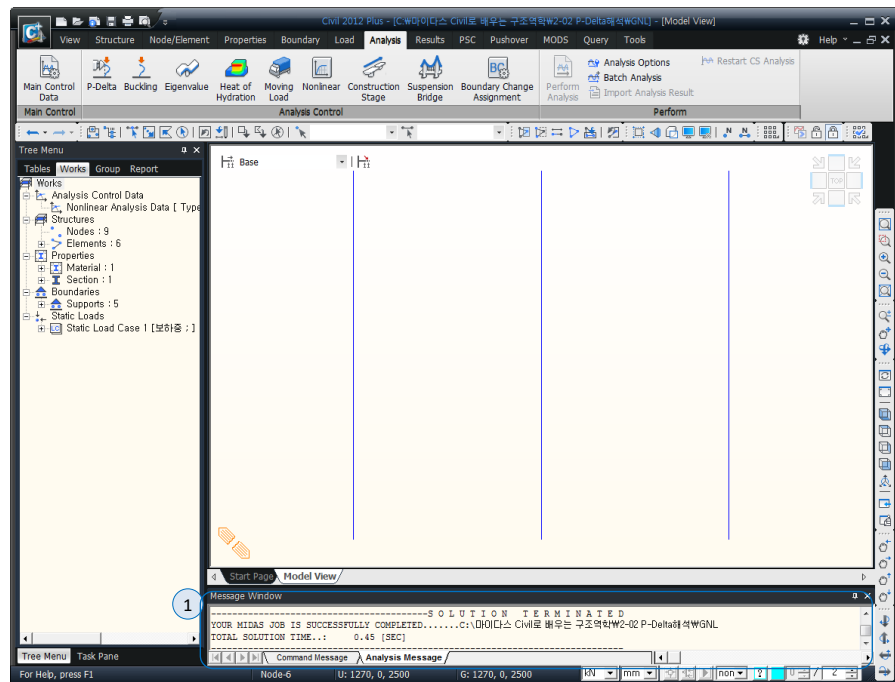 Civil 2012 Plus - [C:₩마이다스 Civil로 배우는 구조역학₩2-02 P-Delta해석₩GNL] - [Model View]
View Structure Node/Element Properties Boundary Load Analysis Results PSC Pushover MODS Query Tools Help
Main Control Data
P-Delta Buckling Eigenvalue Heat of Hydration Moving Load Nonlinear Construction Stage Suspension Bridge Boundary Change Assignment
Perform Analysis
Analysis Options
Batch Analysis
Import Analysis Result
Restart CS Analysis
Main Control Analysis Control Perform
Tree Menu
Tables Works Group Report
Works
Analysis Control Data
Nonlinear Analysis Data [ Type
Structures
Nodes : 9
Elements : 6
Properties
Material : 1
Section : 1
Boundaries
Supports : 5
Static Loads
Static Load Case 1 [보하중 ; ]
Base
TOP
Start Page Model View
1
Message Window
SOLUTION TERMINATED
YOUR MIDAS JOB IS SUCCESSFULLY COMPLETED.......C:\마이다스 Civil로 배우는 구조역학₩2-02 P-Delta해석₩GNL
TOTAL SOLUTION TIME..: 0.45 [SEC]
Command Message Analysis Message
Tree Menu Task Pane
For Help, press F1 Node-6 U: 1270, 0, 2500 G: 1270, 0, 2500 kN mm non ? 0 / 2